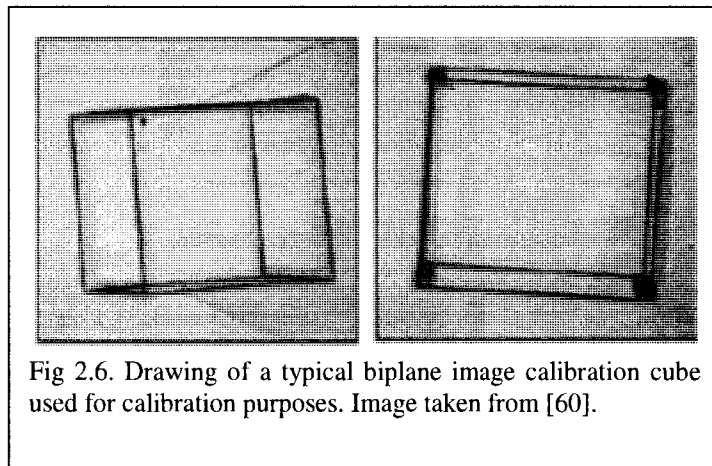 Fig 2.6. Drawing of a typical biplane image calibration cube
used for calibration purposes. Image taken from [60].